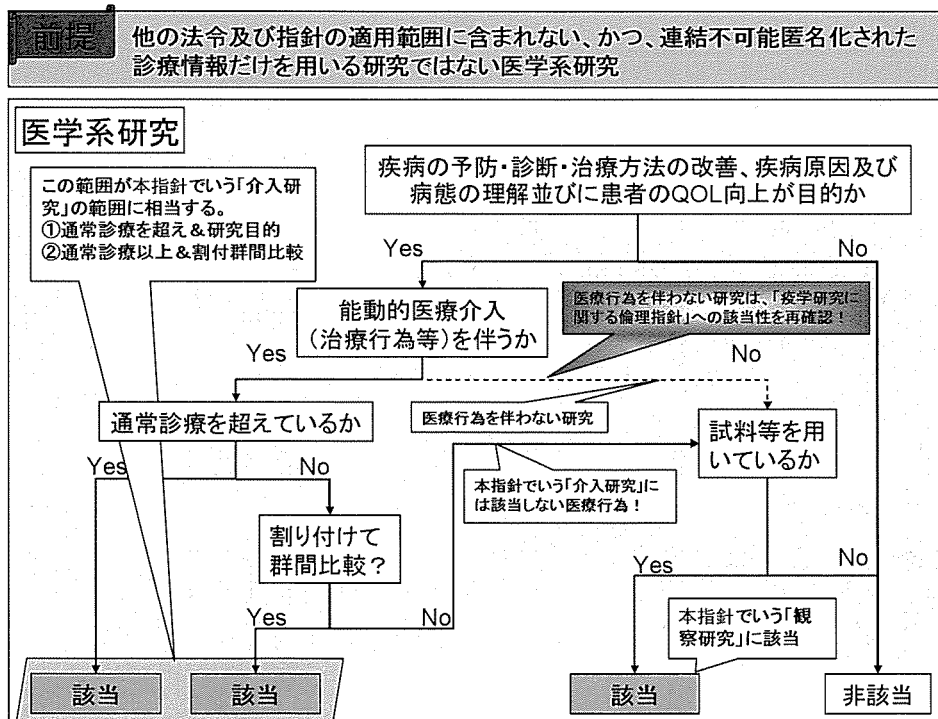 前提
他の法令及び指針の適用範囲に含まれない、かつ、連結不可能匿名化された
診療情報だけを用いる研究ではない医学系研究
医学系研究
この範囲が本指針でいう「介入研
究」の範囲に相当する。
①通常診療を超え&研究目的
②通常診療以上&割付群間比較
疾病の予防・診断・治療方法の改善、疾病原因及び
病態の理解並びに患者のQOL向上が目的か
Yes
No
能動的医療介入
(治療行為等)を伴うか
医療行為を伴わない研究は、「疫学研究に
関する倫理指針」への該当性を再確認！
Yes
No
通常診療を超えているか
医療行為を伴わない研究
試料等を用
いているか
Yes
No
本指針でいう「介入研究」に
は該当しない医療行為！
割り付けて
群間比較？
Yes
No
Yes
No
本指針でいう「観
察研究」に該当
該当
該当
該当
非該当